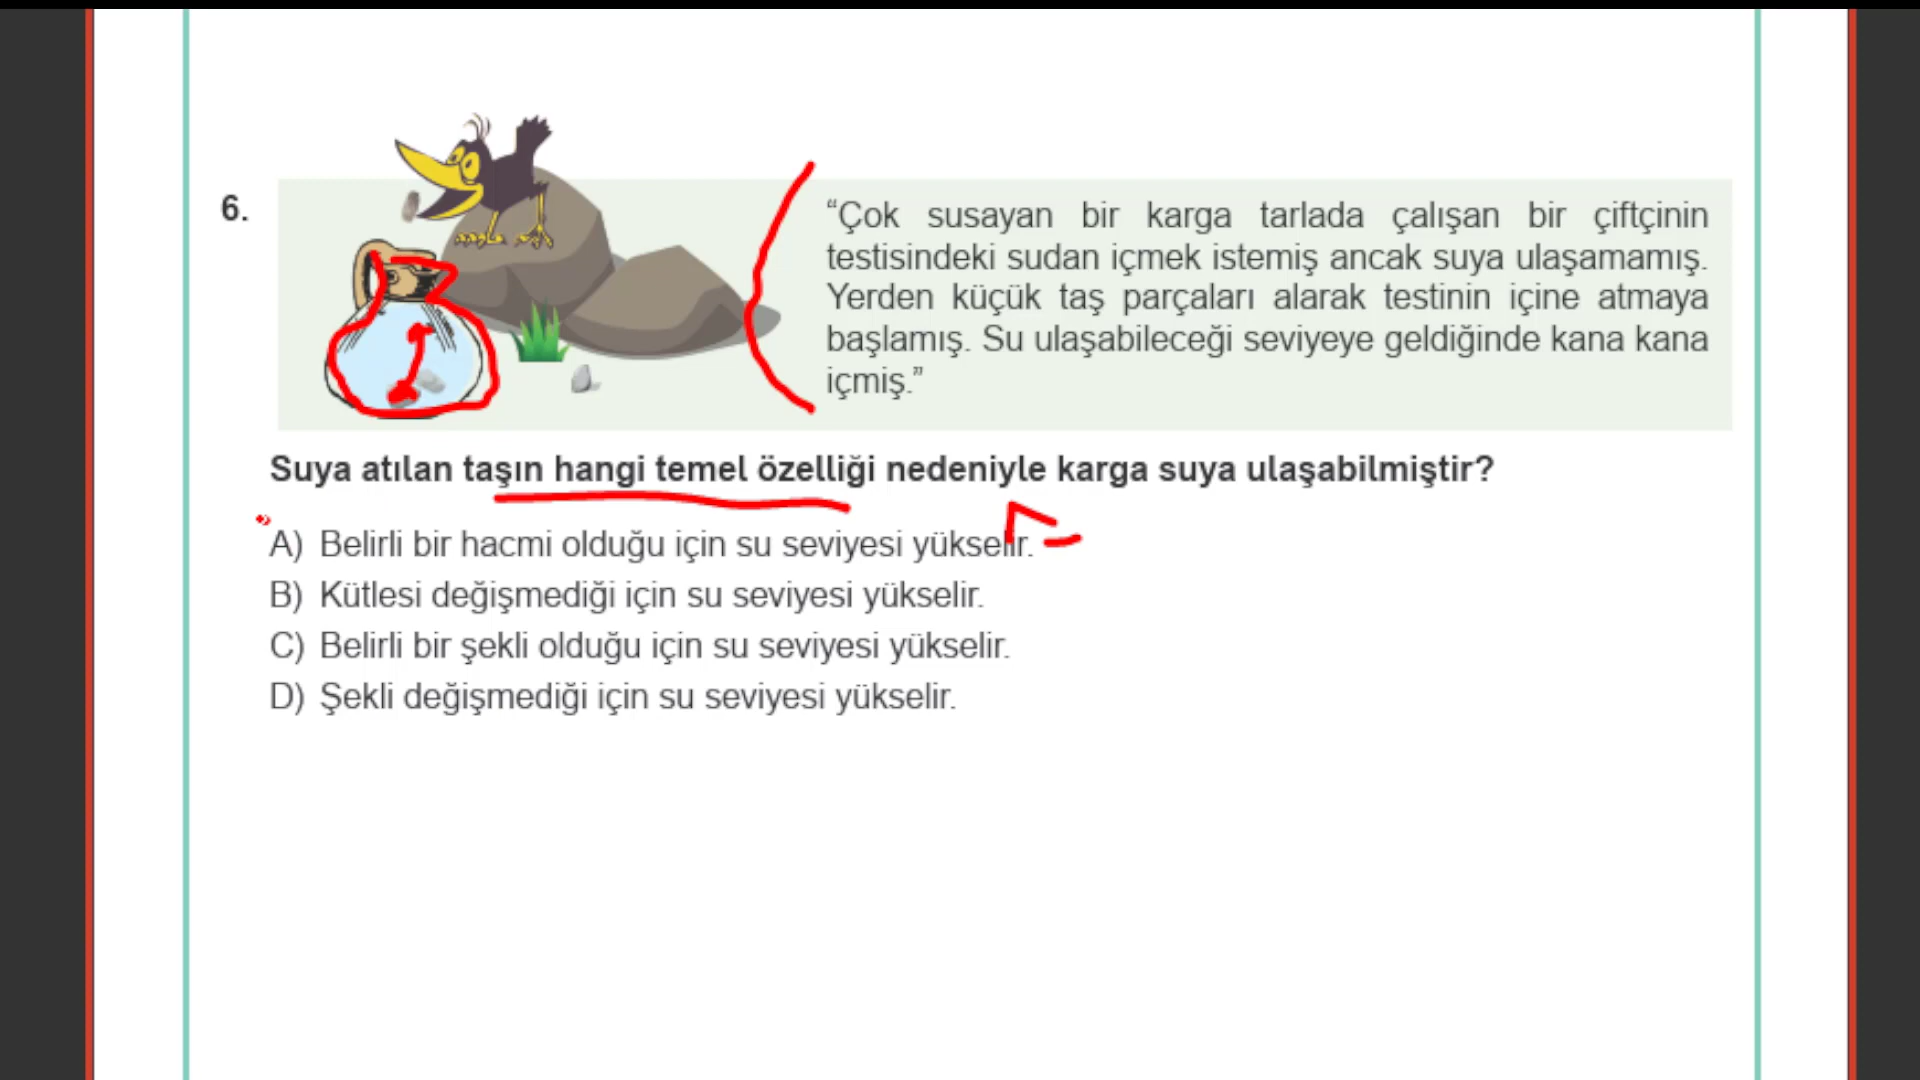 6.
“Çok susayan bir karga tarlada çalışan bir çiftçinin
testisindeki sudan içmek istemiş ancak suya ulaşamamış.
Yerden küçük taş parçaları alarak testinin içine atmaya
başlamış. Su ulaşabileceği seviyeye geldiğinde kana kana
içmiş.”
Suya atılan taşın hangi temel özelliği nedeniyle karga suya ulaşabilmiştir?
A) Belirli bir hacmi olduğu için su seviyesi yükselir.
B) Kütlesi değişmediği için su seviyesi yükselir.
C) Belirli bir şekli olduğu için su seviyesi yükselir.
D) Şekli değişmediği için su seviyesi yükselir.